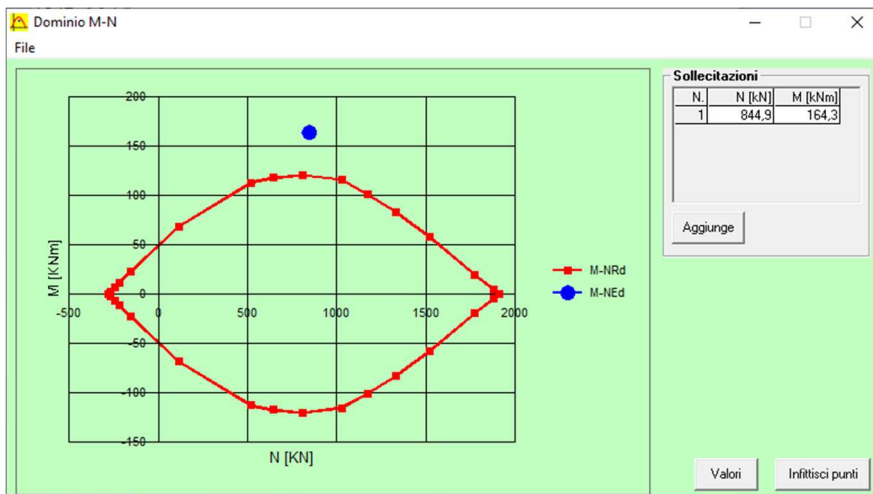 Dominio M-N
File
200
150
100
50
0
-50
-100
-150
-500
0
500
1000
1500
2000
M [KNm]
N [KN]
M-NRd
M-NEd
Sollecitazioni
N. N [kN] M [kNm]
1 844,9 164,3
Aggiunge
Valori
Infittisci punti